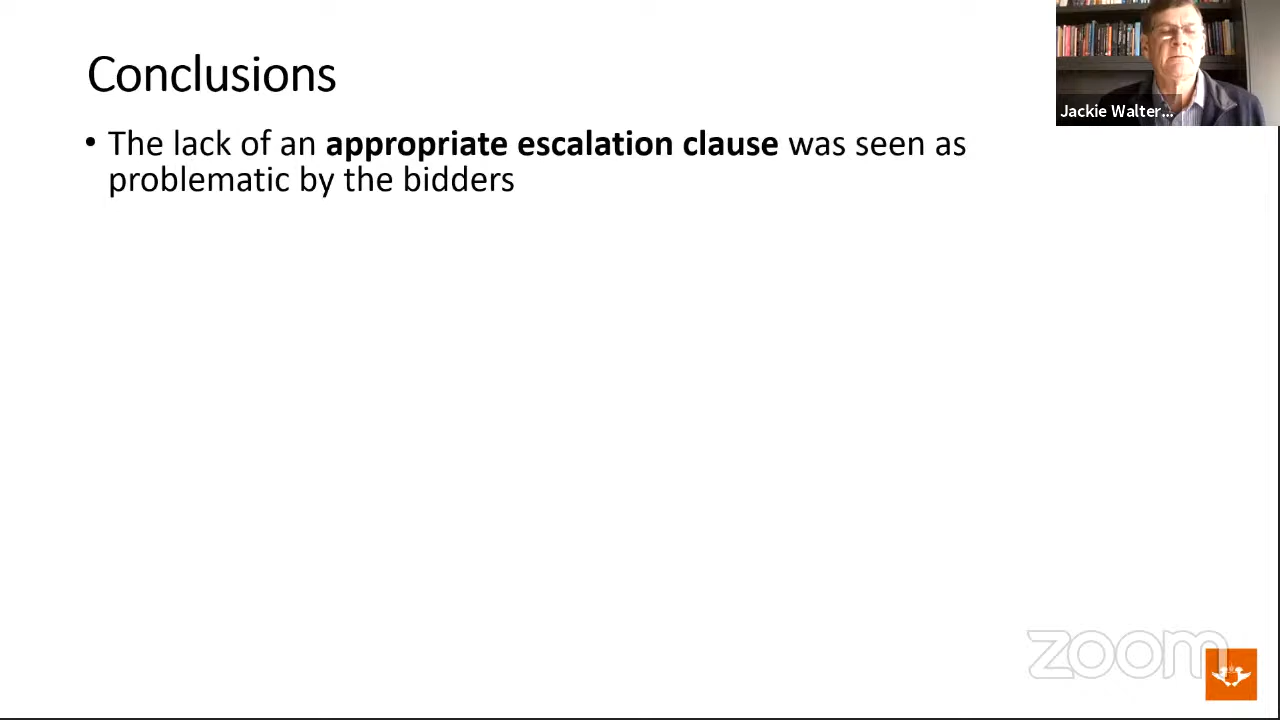 Conclusions
Jackie Walter...
• The lack of an appropriate escalation clause was seen as
problematic by the bidders
zoom